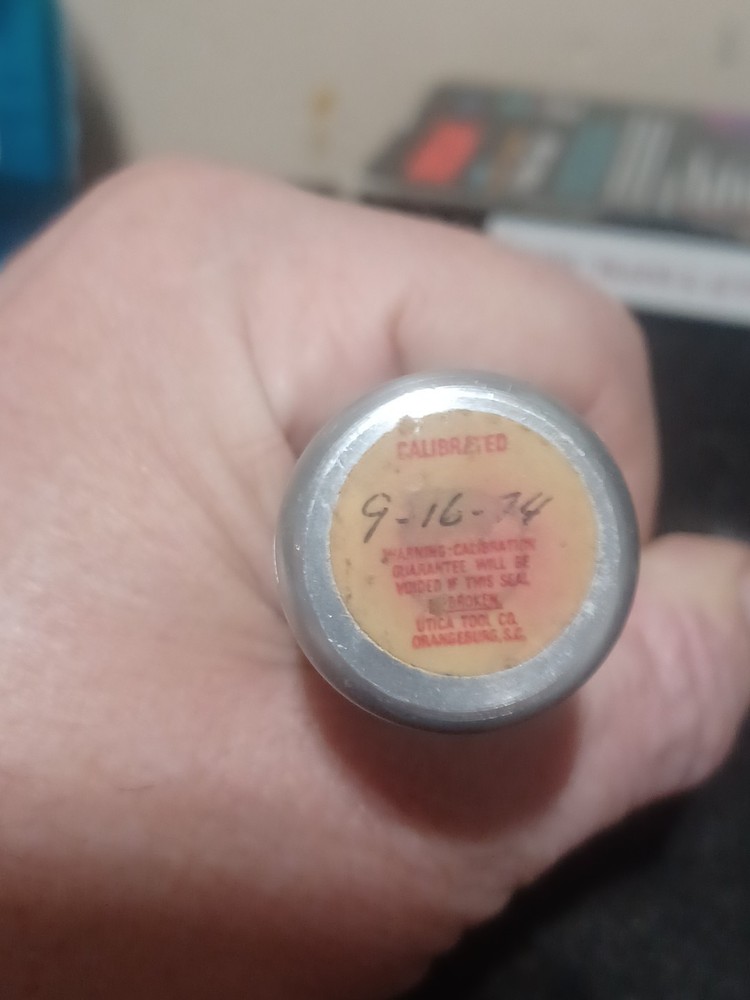 CALIBRATED
9-16-74
WARNING-CALIBRATION
GUARANTEE WILL BE
VOIDED IF THIS SEAL
IS BROKEN.
UTICA TOOL CO.
ORANGEBURG, S.C.